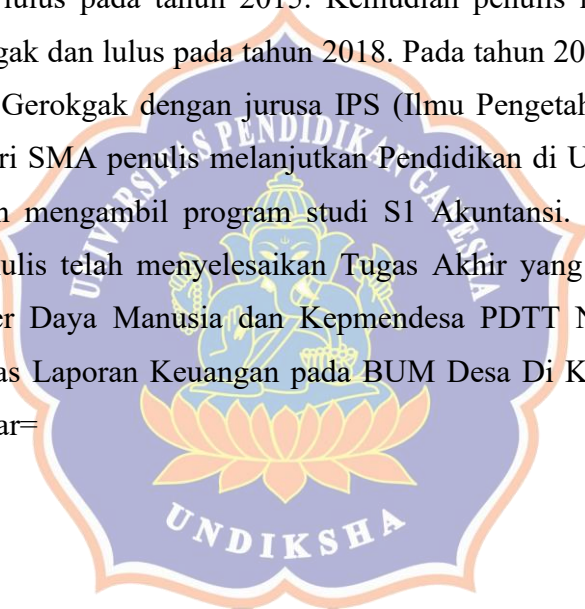 lulus pada tahun 2015. Kemudian penulis
gak dan lulus pada tahun 2018. Pada tahun 20
Gerokgak dengan jurusa IPS (Ilmu Pengetah
ri SMA penulis melanjutkan Pendidikan di U
n mengambil program studi S1 Akuntansi.
ulis telah menyelesaikan Tugas Akhir yang
er Daya Manusia dan Kepmendesa PDTT N
as Laporan Keuangan pada BUM Desa Di K
ar=
UNIVERSITAS PENDIDIKAN GANESHA
UNDIKSHA